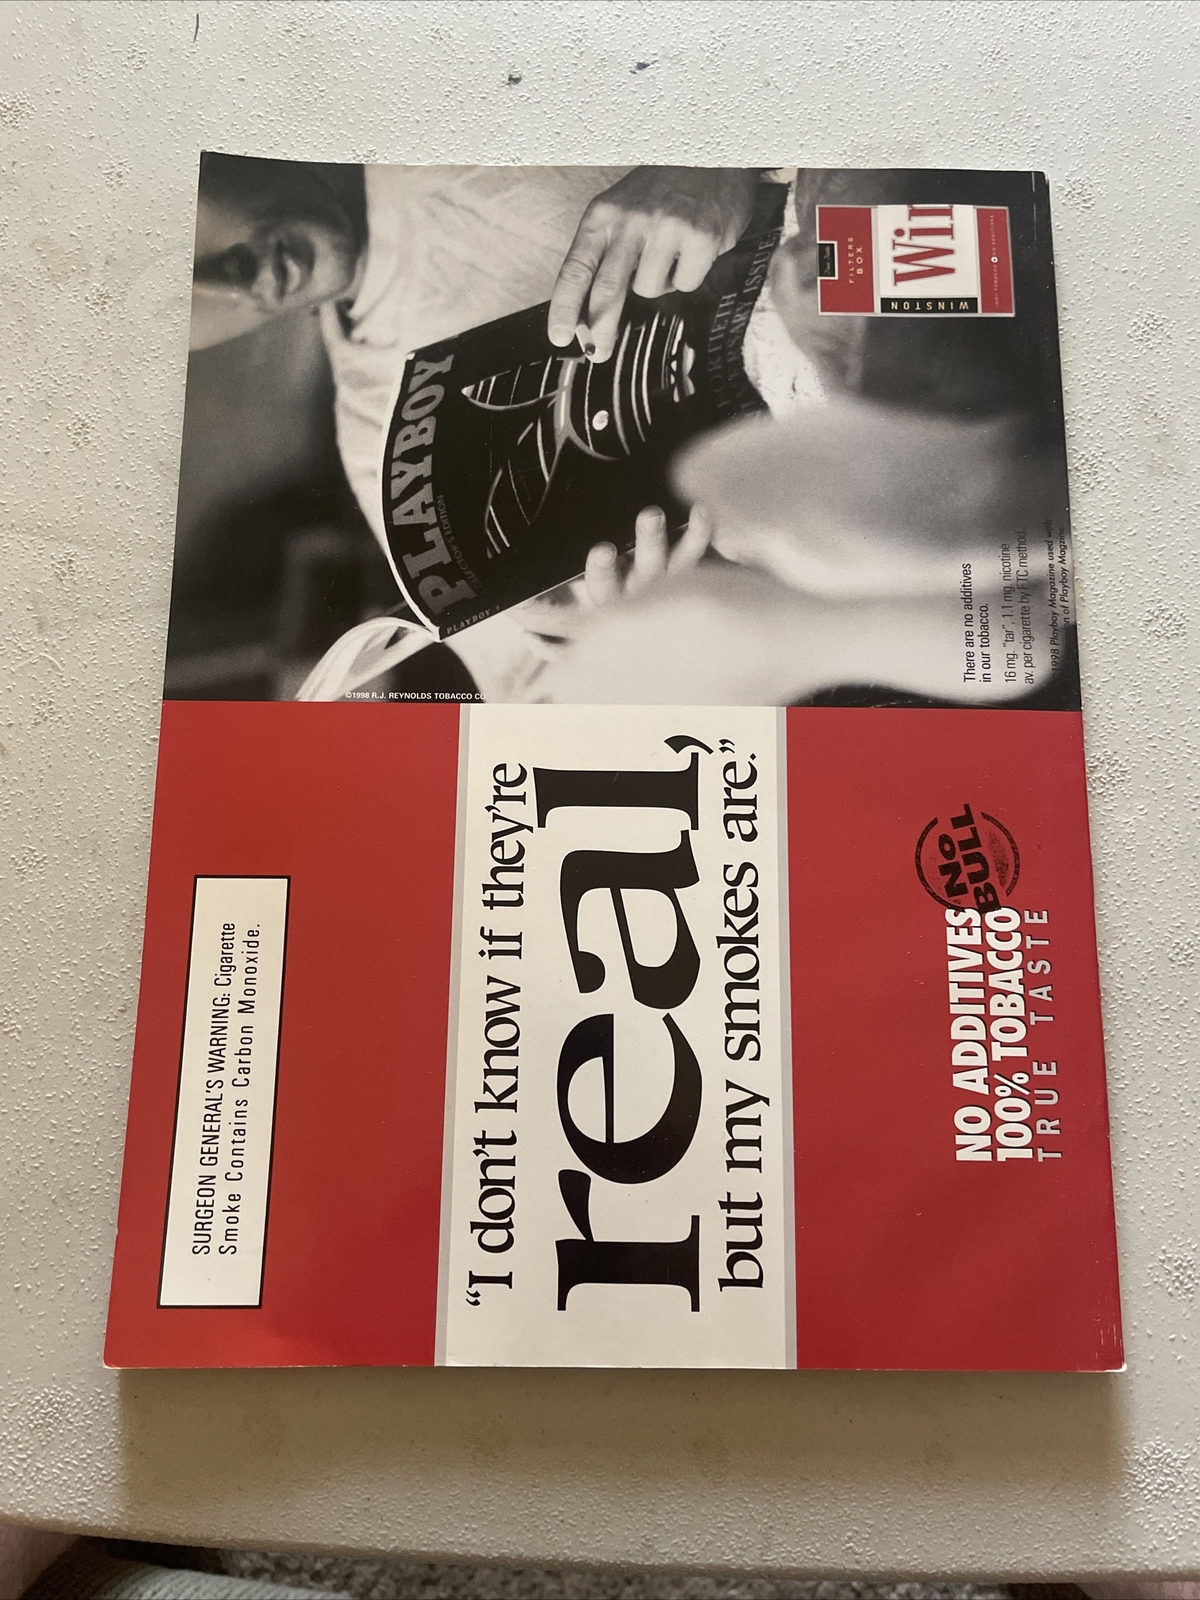 PLAYBOY
COLLECTOR'S EDITION
FORTIETH
ANNIVERSARY ISSUE
PLAYBOY
FILTERS
BOX
Win
WINSTON
©1998 R.J. REYNOLDS TOBACCO CO.
There are no additives
in our tobacco.
16 mg. "tar", 1.1 mg. nicotine
av. per cigarette by FTC method.
1998 Playboy Magazine used with
of Playboy Magazine.
SURGEON GENERAL'S WARNING: Cigarette
Smoke Contains Carbon Monoxide.
"I don't know if they're
real,
but my smokes are."
NO
BULL
NO ADDITIVES
100% TOBACCO
TRUE TASTE